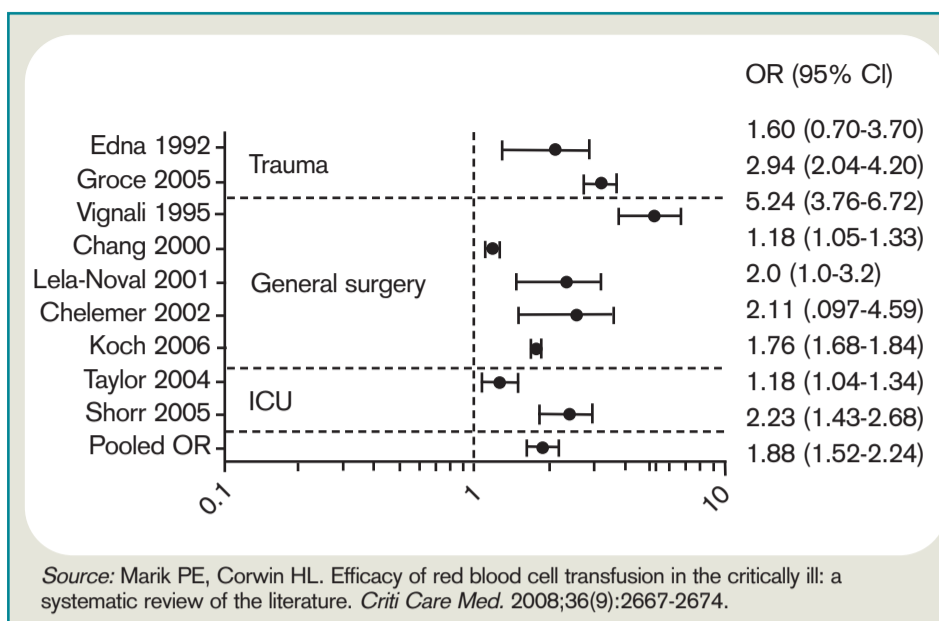 OR (95% CI)
Edna 1992 1.60 (0.70-3.70)
Trauma
Groce 2005 2.94 (2.04-4.20)
Vignali 1995 5.24 (3.76-6.72)
Chang 2000 1.18 (1.05-1.33)
Lela-Noval 2001 General surgery 2.0 (1.0-3.2)
Chelemer 2002 2.11 (.097-4.59)
Koch 2006 1.76 (1.68-1.84)
Taylor 2004 1.18 (1.04-1.34)
ICU
Shorr 2005 2.23 (1.43-2.68)
Pooled OR 1.88 (1.52-2.24)
0.1 1 10
Source: Marik PE, Corwin HL. Efficacy of red blood cell transfusion in the critically ill: a
systematic review of the literature. Criti Care Med. 2008;36(9):2667-2674.